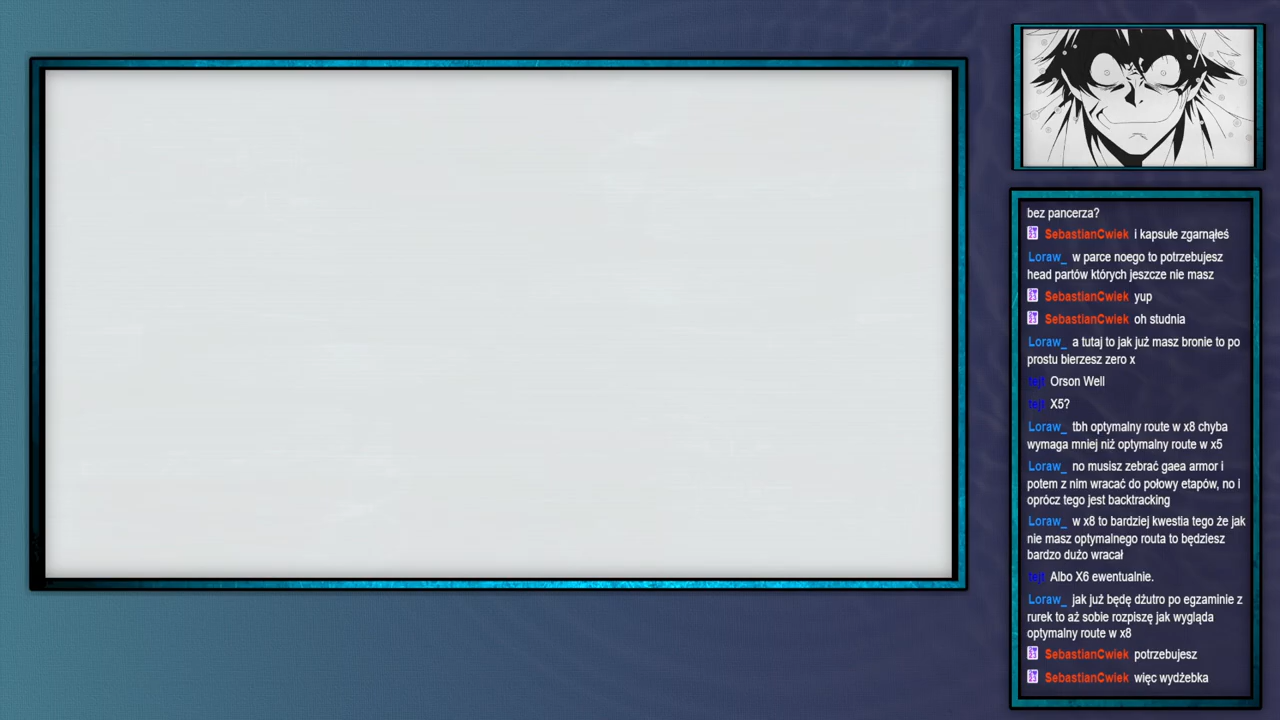 bez pancerza?
SebastianCwiek i kapsułe zgarnąłeś
Loraw_ w parce noego to potrzebujesz
head partów których jeszcze nie masz
SebastianCwiek yup
SebastianCwiek oh studnia
Loraw_ a tutaj to jak już masz bronie to po
prostu bierzesz zero x
tejt Orson Well
tejt X5?
Loraw_ tbh optymalny route w x8 chyba
wymaga mniej niż optymalny route w x5
Loraw_ no musisz zebrać gaea armor i
potem z nim wracać do połowy etapów, no i
oprócz tego jest backtracking
Loraw_ w x8 to bardziej kwestia tego że jak
nie masz optymalnego routa to będziesz
bardzo dużo wracał
tejt Albo X6 ewentualnie.
Loraw_ jak już będę dżutro po egzaminie z
rurek to aż sobie rozpiszę jak wygląda
optymalny route w x8
SebastianCwiek potrzebujesz
SebastianCwiek więc wydżebka